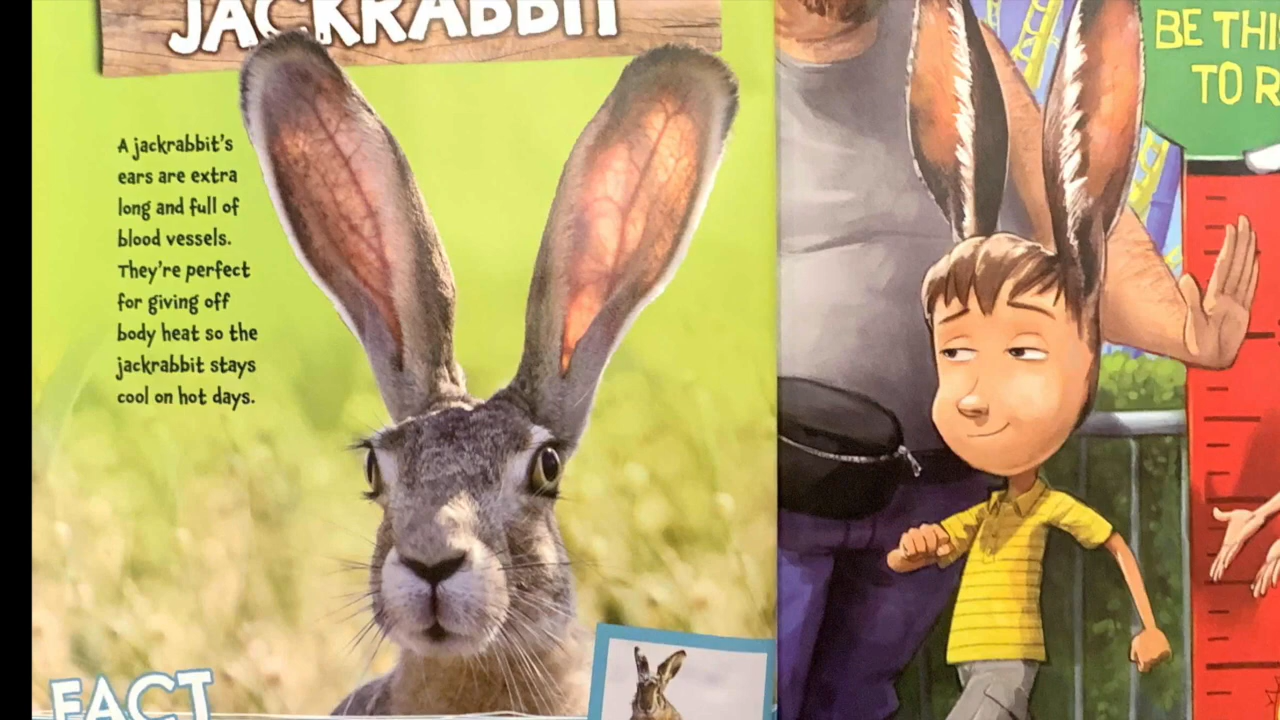 JACKRABBIT
A jackrabbit's
ears are extra
long and full of
blood vessels.
They're perfect
for giving off
body heat so the
jackrabbit stays
cool on hot days.
FACT
BE THI
TO R